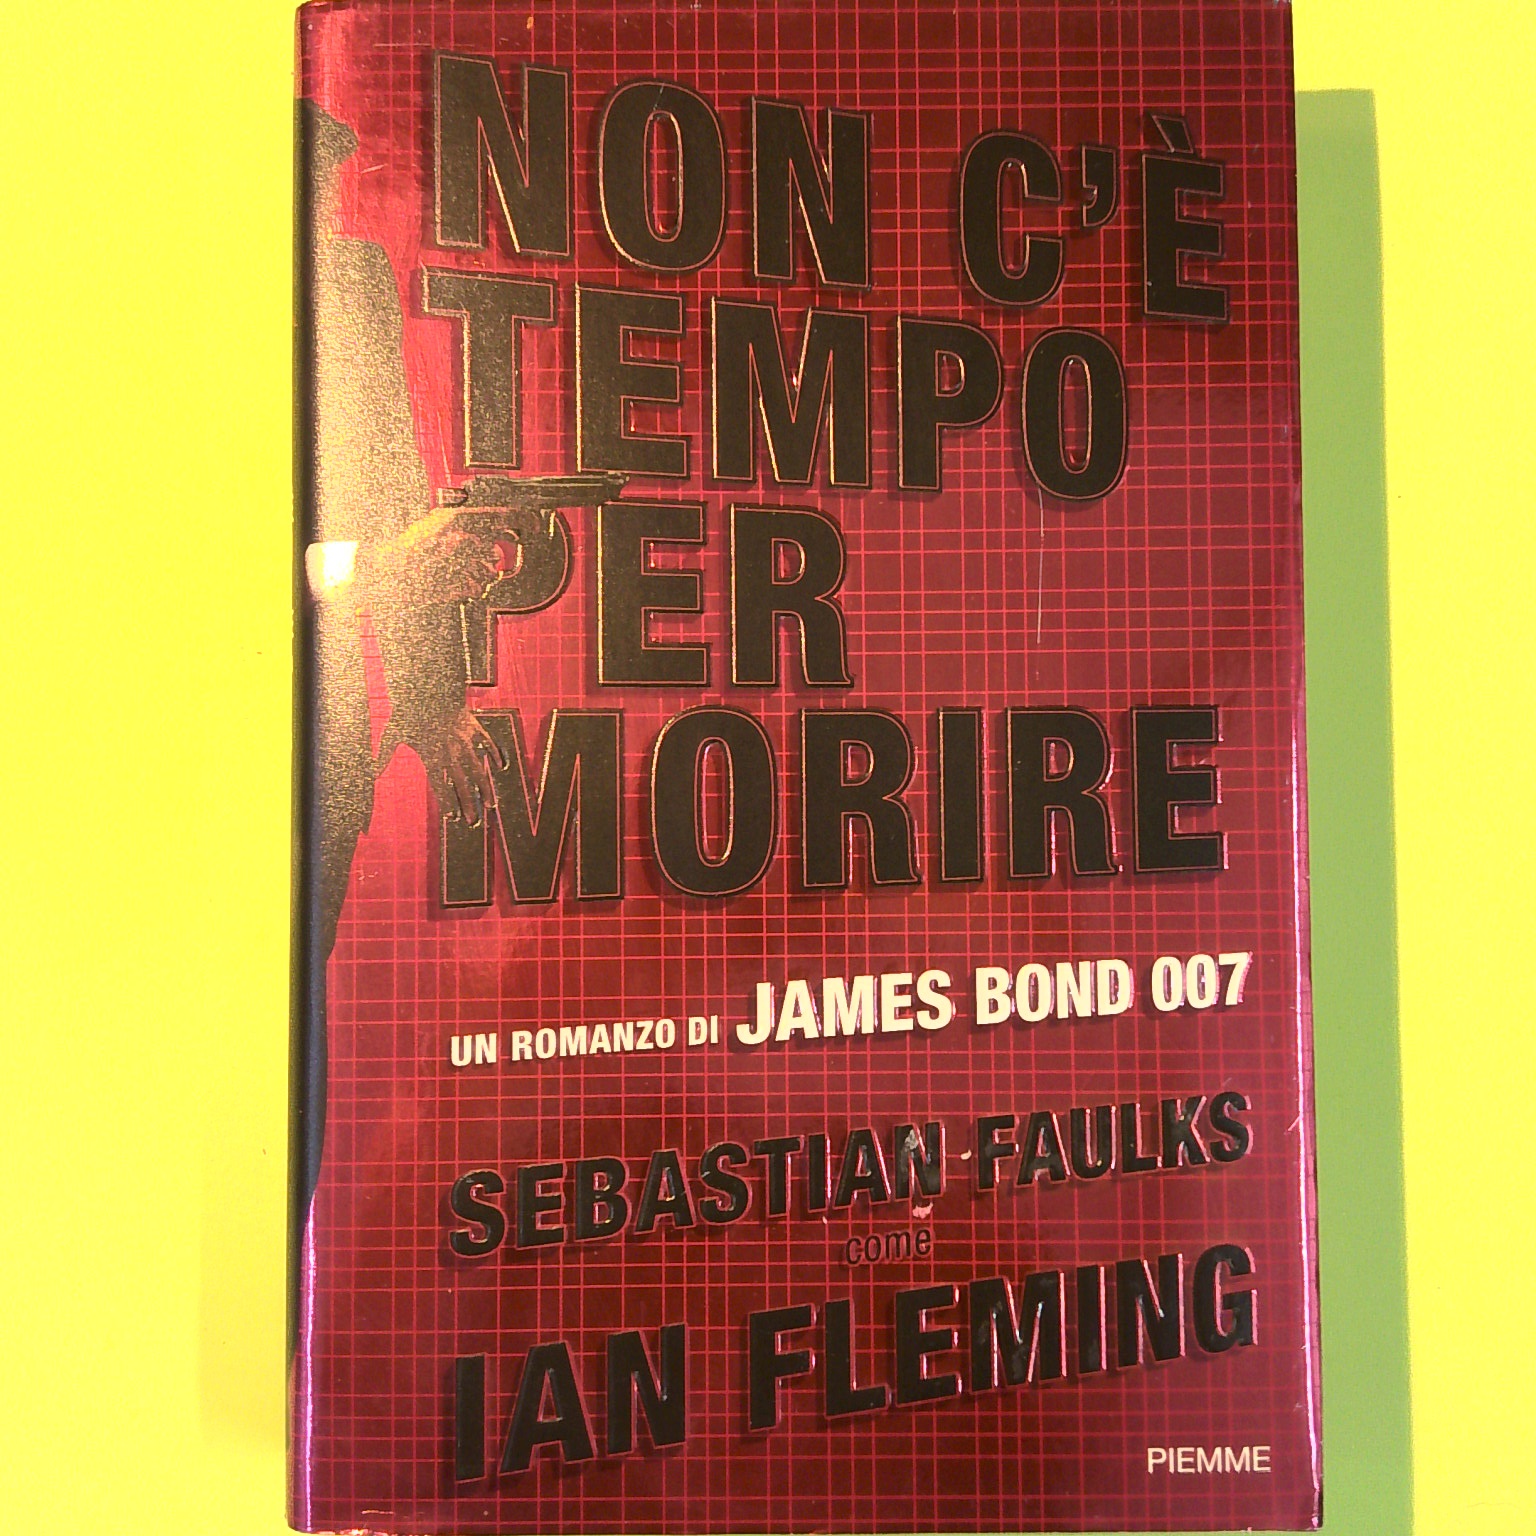 NON C'È
TEMPO
PER
MORIRE
UN ROMANZO DI JAMES BOND 007
SEBASTIAN FAULKS
come
IAN FLEMING
PIEMME